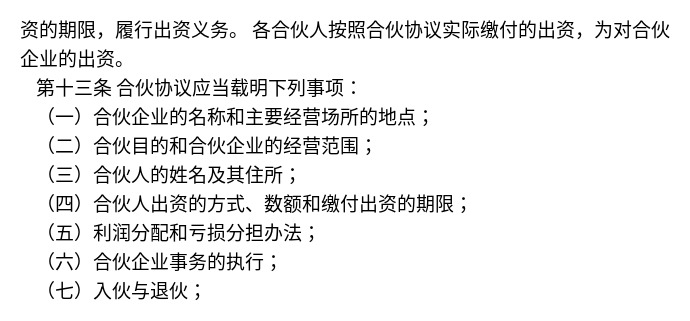 资的期限，履行出资义务。 各合伙人按照合伙协议实际缴付的出资，为对合伙
企业的出资。
第十三条 合伙协议应当载明下列事项：
（一）合伙企业的名称和主要经营场所的地点；
（二）合伙目的和合伙企业的经营范围；
（三）合伙人的姓名及其住所；
（四）合伙人出资的方式、数额和缴付出资的期限；
（五）利润分配和亏损分担办法；
（六）合伙企业事务的执行；
（七）入伙与退伙；